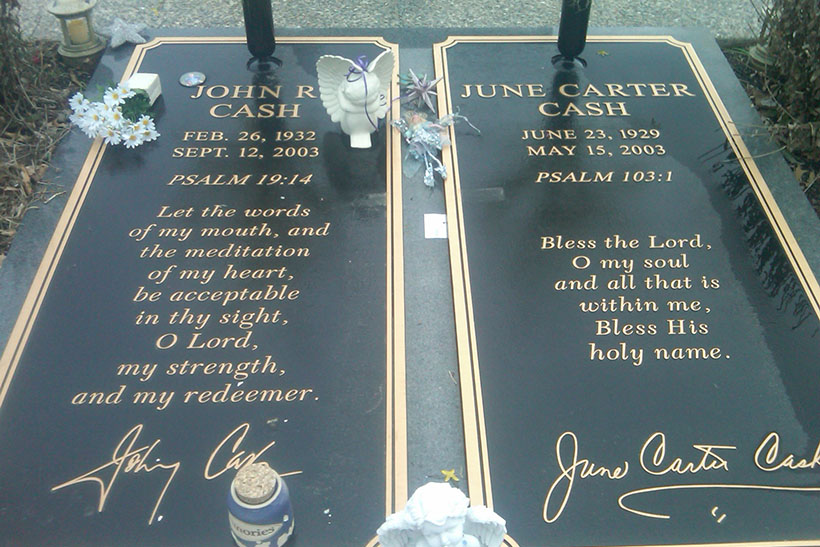 JOHN R.
CASH
FEB. 26, 1932
SEPT. 12, 2003
PSALM 19:14
Let the words
of my mouth, and
the meditation
of my heart,
be acceptable
in thy sight,
O Lord,
my strength,
and my redeemer.
Johnny Cash
JUNE CARTER
CASH
JUNE 23, 1929
MAY 15, 2003
PSALM 103:1
Bless the Lord,
O my soul
and all that is
within me,
Bless His
holy name.
June Carter Cash